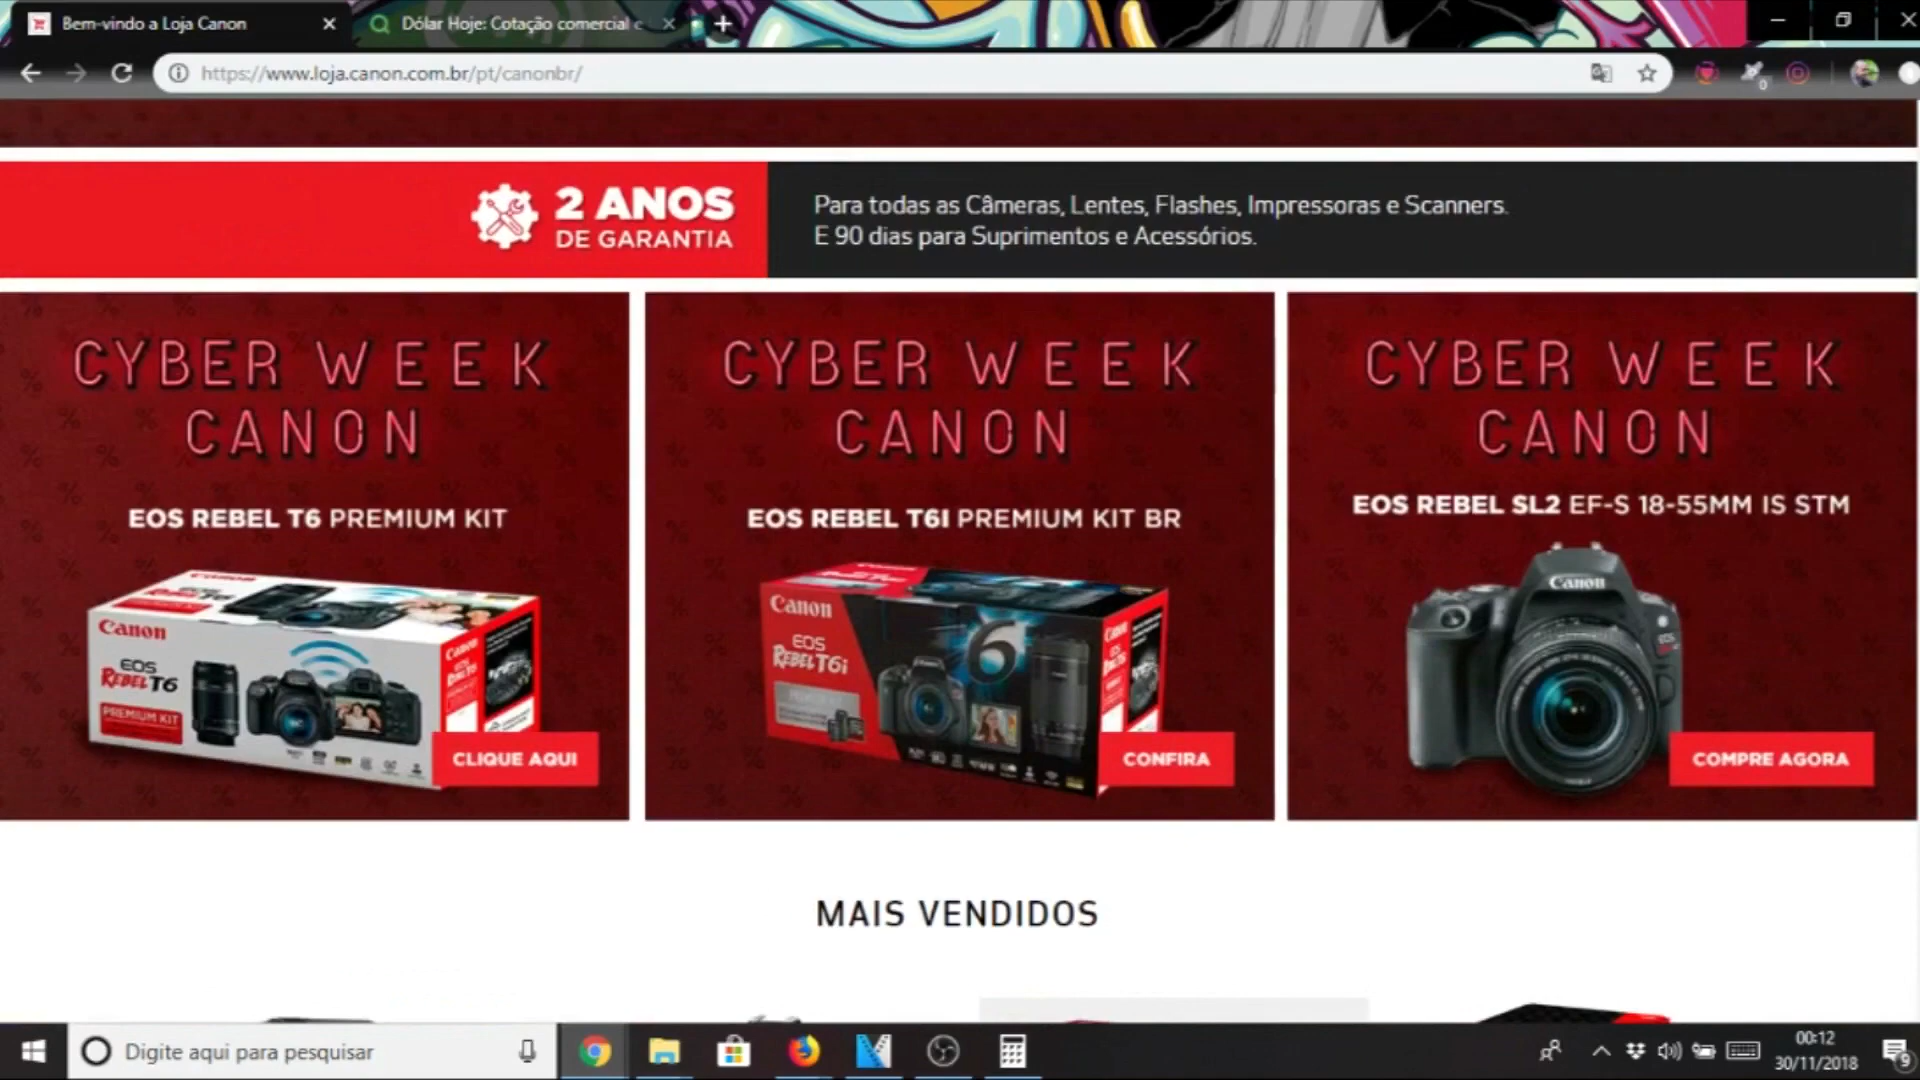 Bem-vindo a Loja Canon
Dólar Hoje: Cotação comercial e
https://www.loja.canon.com.br/pt/canonbr/
0
2 ANOS
DE GARANTIA
Para todas as Câmeras, Lentes, Flashes, Impressoras e Scanners.
E 90 dias para Suprimentos e Acessórios.
CYBER WEEK
CANON
EOS REBEL T6 PREMIUM KIT
Canon
EOS
REBEL T6
PREMIUM KIT
CLIQUE AQUI
CYBER WEEK
CANON
EOS REBEL T6I PREMIUM KIT BR
Canon
EOS
REBEL T6i
6
CONFIRA
CYBER WEEK
CANON
EOS REBEL SL2 EF-S 18-55MM IS STM
Canon
COMPRE AGORA
MAIS VENDIDOS
Digite aqui para pesquisar
00:12
30/11/2018
9